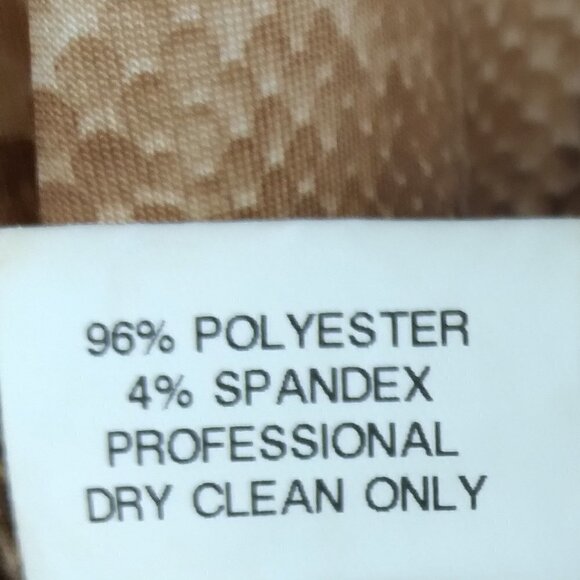 96% POLYESTER
4% SPANDEX
PROFESSIONAL
DRY CLEAN ONLY